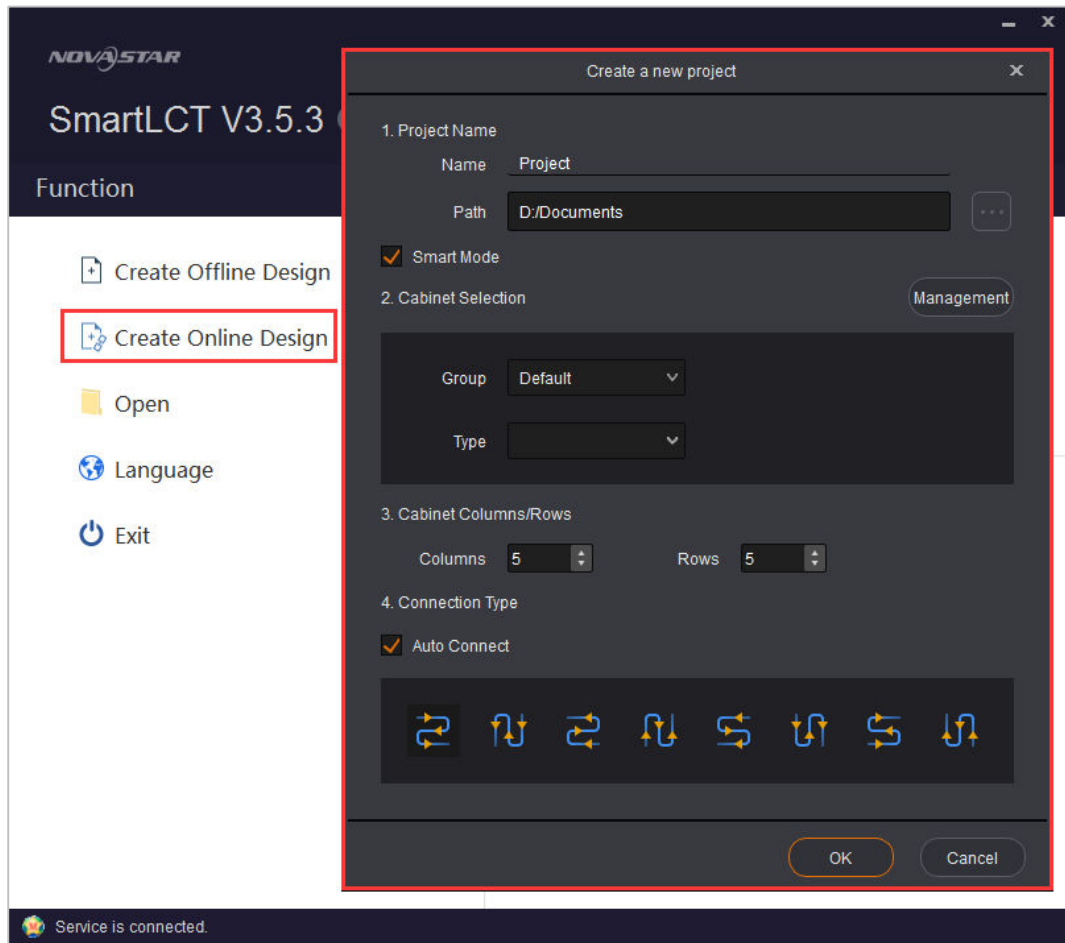 NOVASTAR
SmartLCT V3.5.3
Function
Create Offline Design
Create Online Design
Open
Language
Exit
Create a new project
1. Project Name
Name Project
Path D:/Documents
Smart Mode
2. Cabinet Selection
Management
Group Default
Type
3. Cabinet Columns/Rows
Columns 5 Rows 5
4. Connection Type
Auto Connect
OK Cancel
Service is connected.